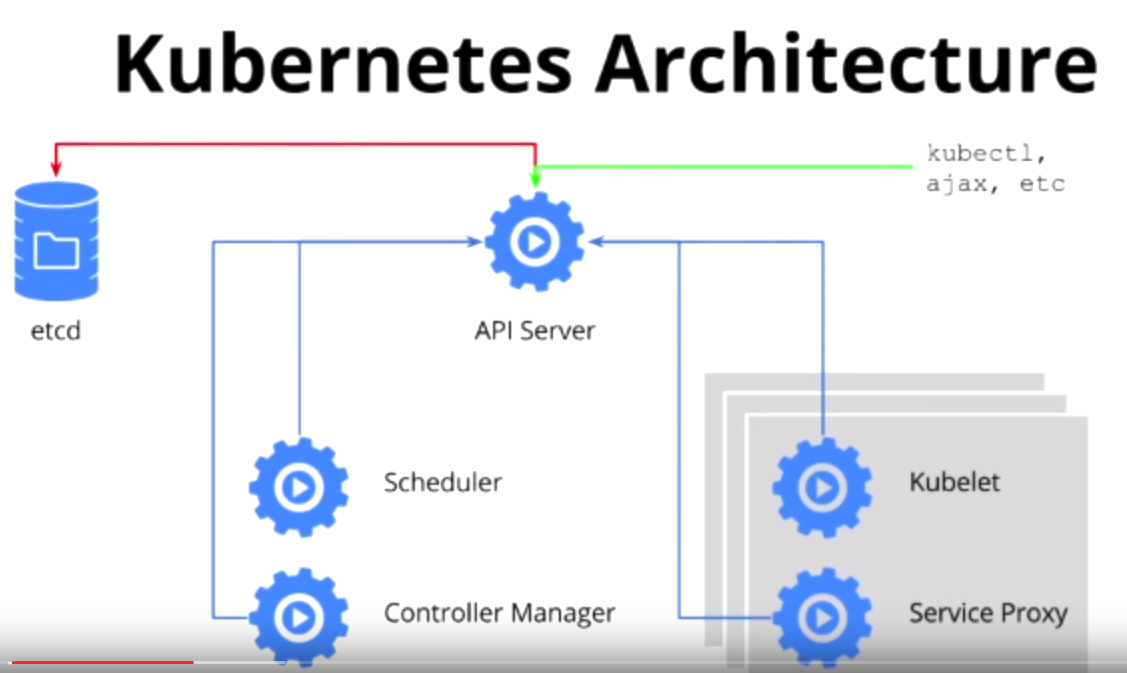 Kubernetes Architecture
kubectl,
ajax, etc
etcd
API Server
Scheduler
Kubelet
Controller Manager
Service Proxy